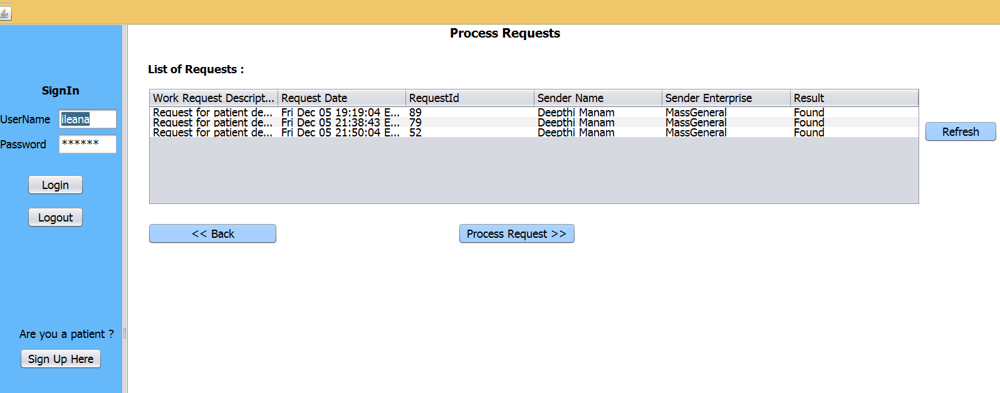 Process Requests
List of Requests :
SignIn
UserName ileana
Password ******
Login
Logout
Are you a patient ?
Sign Up Here
Work Request Descript... Request Date RequestId Sender Name Sender Enterprise Result
Request for patient de... Fri Dec 05 19:19:04 E... 89 Deepthi Manam MassGeneral Found
Request for patient de... Fri Dec 05 21:38:43 E... 79 Deepthi Manam MassGeneral Found
Request for patient de... Fri Dec 05 21:50:04 E... 52 Deepthi Manam MassGeneral Found
Refresh
<< Back
Process Request >>